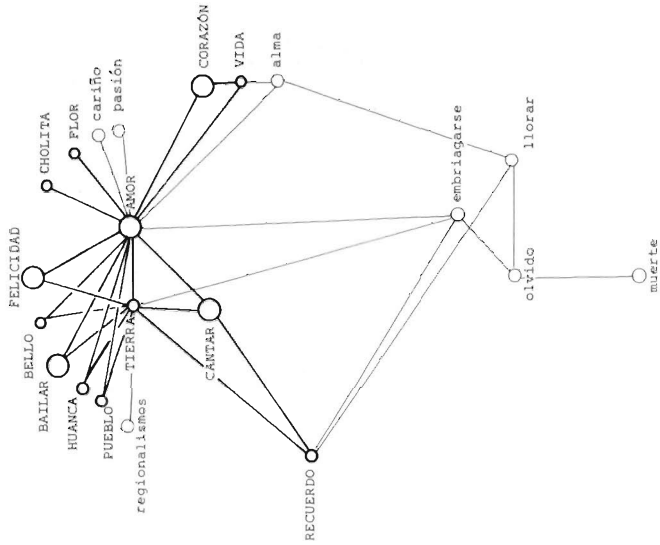 FELICIDAD
BELLO
BAILAR
HUANCA
PUEBLO
regionalismos
CHOLITA
FLOR
cariño
pasión
AMOR
TIERRA
CANTAR
CORAZÓN
VIDA
alma
RECUERDO
embriagarse
llorar
olvido
muerte